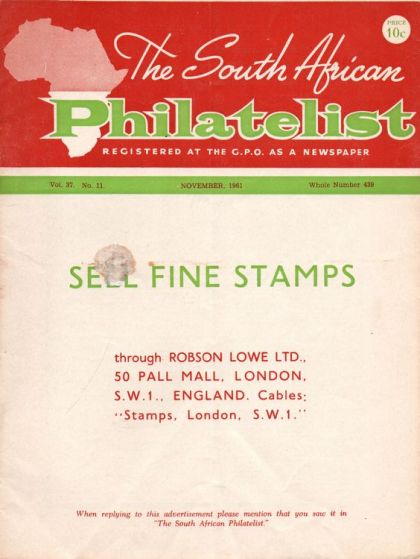 PRICE
10c
The South African
Philatelist
REGISTERED AT THE G.P.O. AS A NEWSPAPER
Vol. 37. No. 11. NOVEMBER, 1961 Whole Number 439
SELL FINE STAMPS
through ROBSON LOWE LTD.,
50 PALL MALL, LONDON,
S.W.1., ENGLAND. Cables:
"Stamps, London, S.W.1."
When replying to this advertisement please mention that you saw it in
"The South African Philatelist."